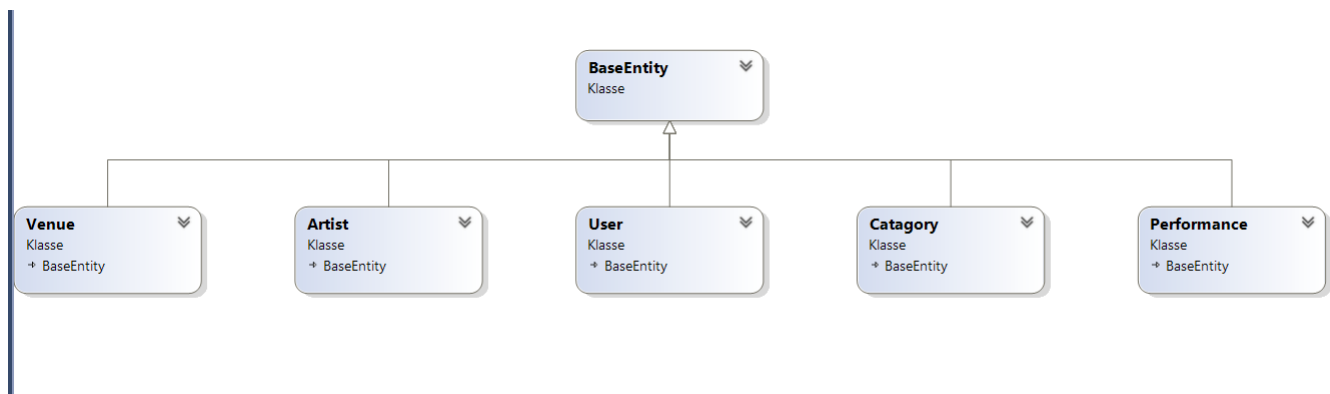 BaseEntity
Klasse
Venue
Klasse
BaseEntity
Artist
Klasse
BaseEntity
User
Klasse
BaseEntity
Catagory
Klasse
BaseEntity
Performance
Klasse
BaseEntity